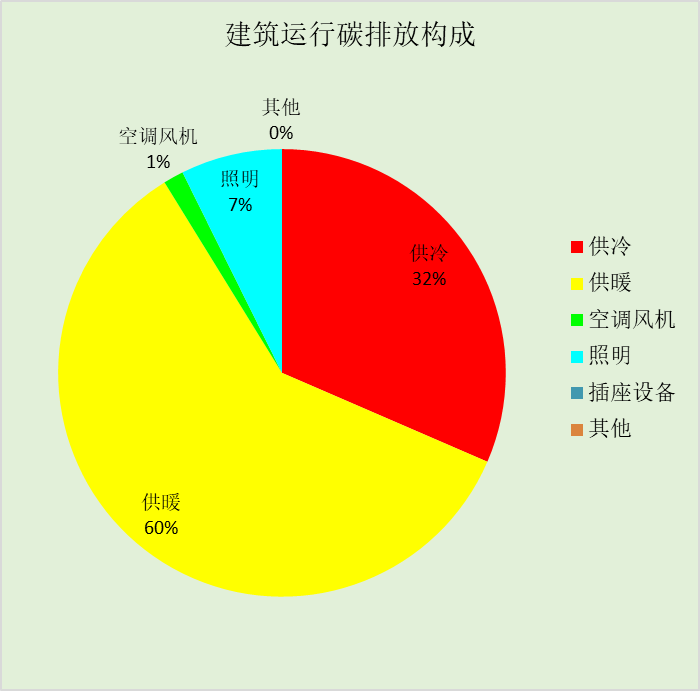 建筑运行碳排放构成
其他
0%
空调风机
1%
照明
7%
供冷
32%
供暖
60%
供冷
供暖
空调风机
照明
插座设备
其他